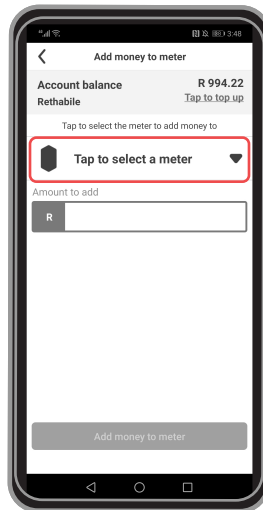 3:48
Add money to meter
Account balance R 994.22
Rethabile Tap to top up
Tap to select the meter to add money to
Tap to select a meter
Amount to add
R
Add money to meter